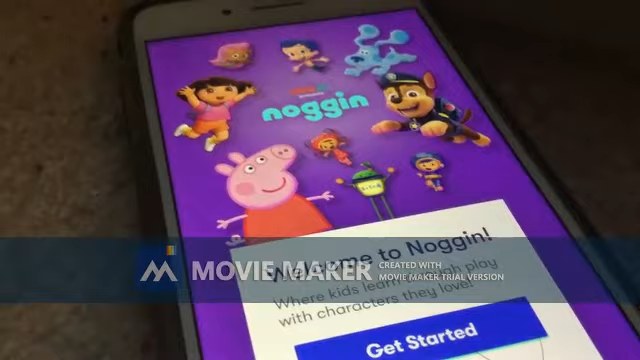 noggin
Welcome to Noggin!
Where kids learn through play
with characters they love!
Get Started
MOVIE MAKER
CREATED WITH
MOVIE MAKER TRIAL VERSION